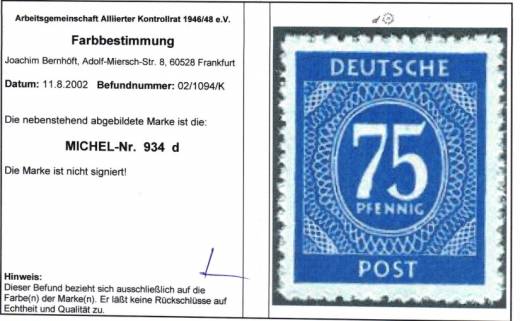 Arbeitsgemeinschaft Alliierter Kontrollrat 1946/48 e.V.
Farbbestimmung
Joachim Bernhöft, Adolf-Miersch-Str. 8, 60528 Frankfurt
Datum: 11.8.2002 Befundnummer: 02/1094/K
Die nebenstehend abgebildete Marke ist die:
MICHEL-Nr. 934 d
Die Marke ist nicht signiert!
Hinweis:
Dieser Befund bezieht sich ausschließlich auf die
Farbe(n) der Marke(n). Er läßt keine Rückschlüsse auf
Echtheit und Qualität zu.
DEUTSCHE
75
PFENNIG
POST